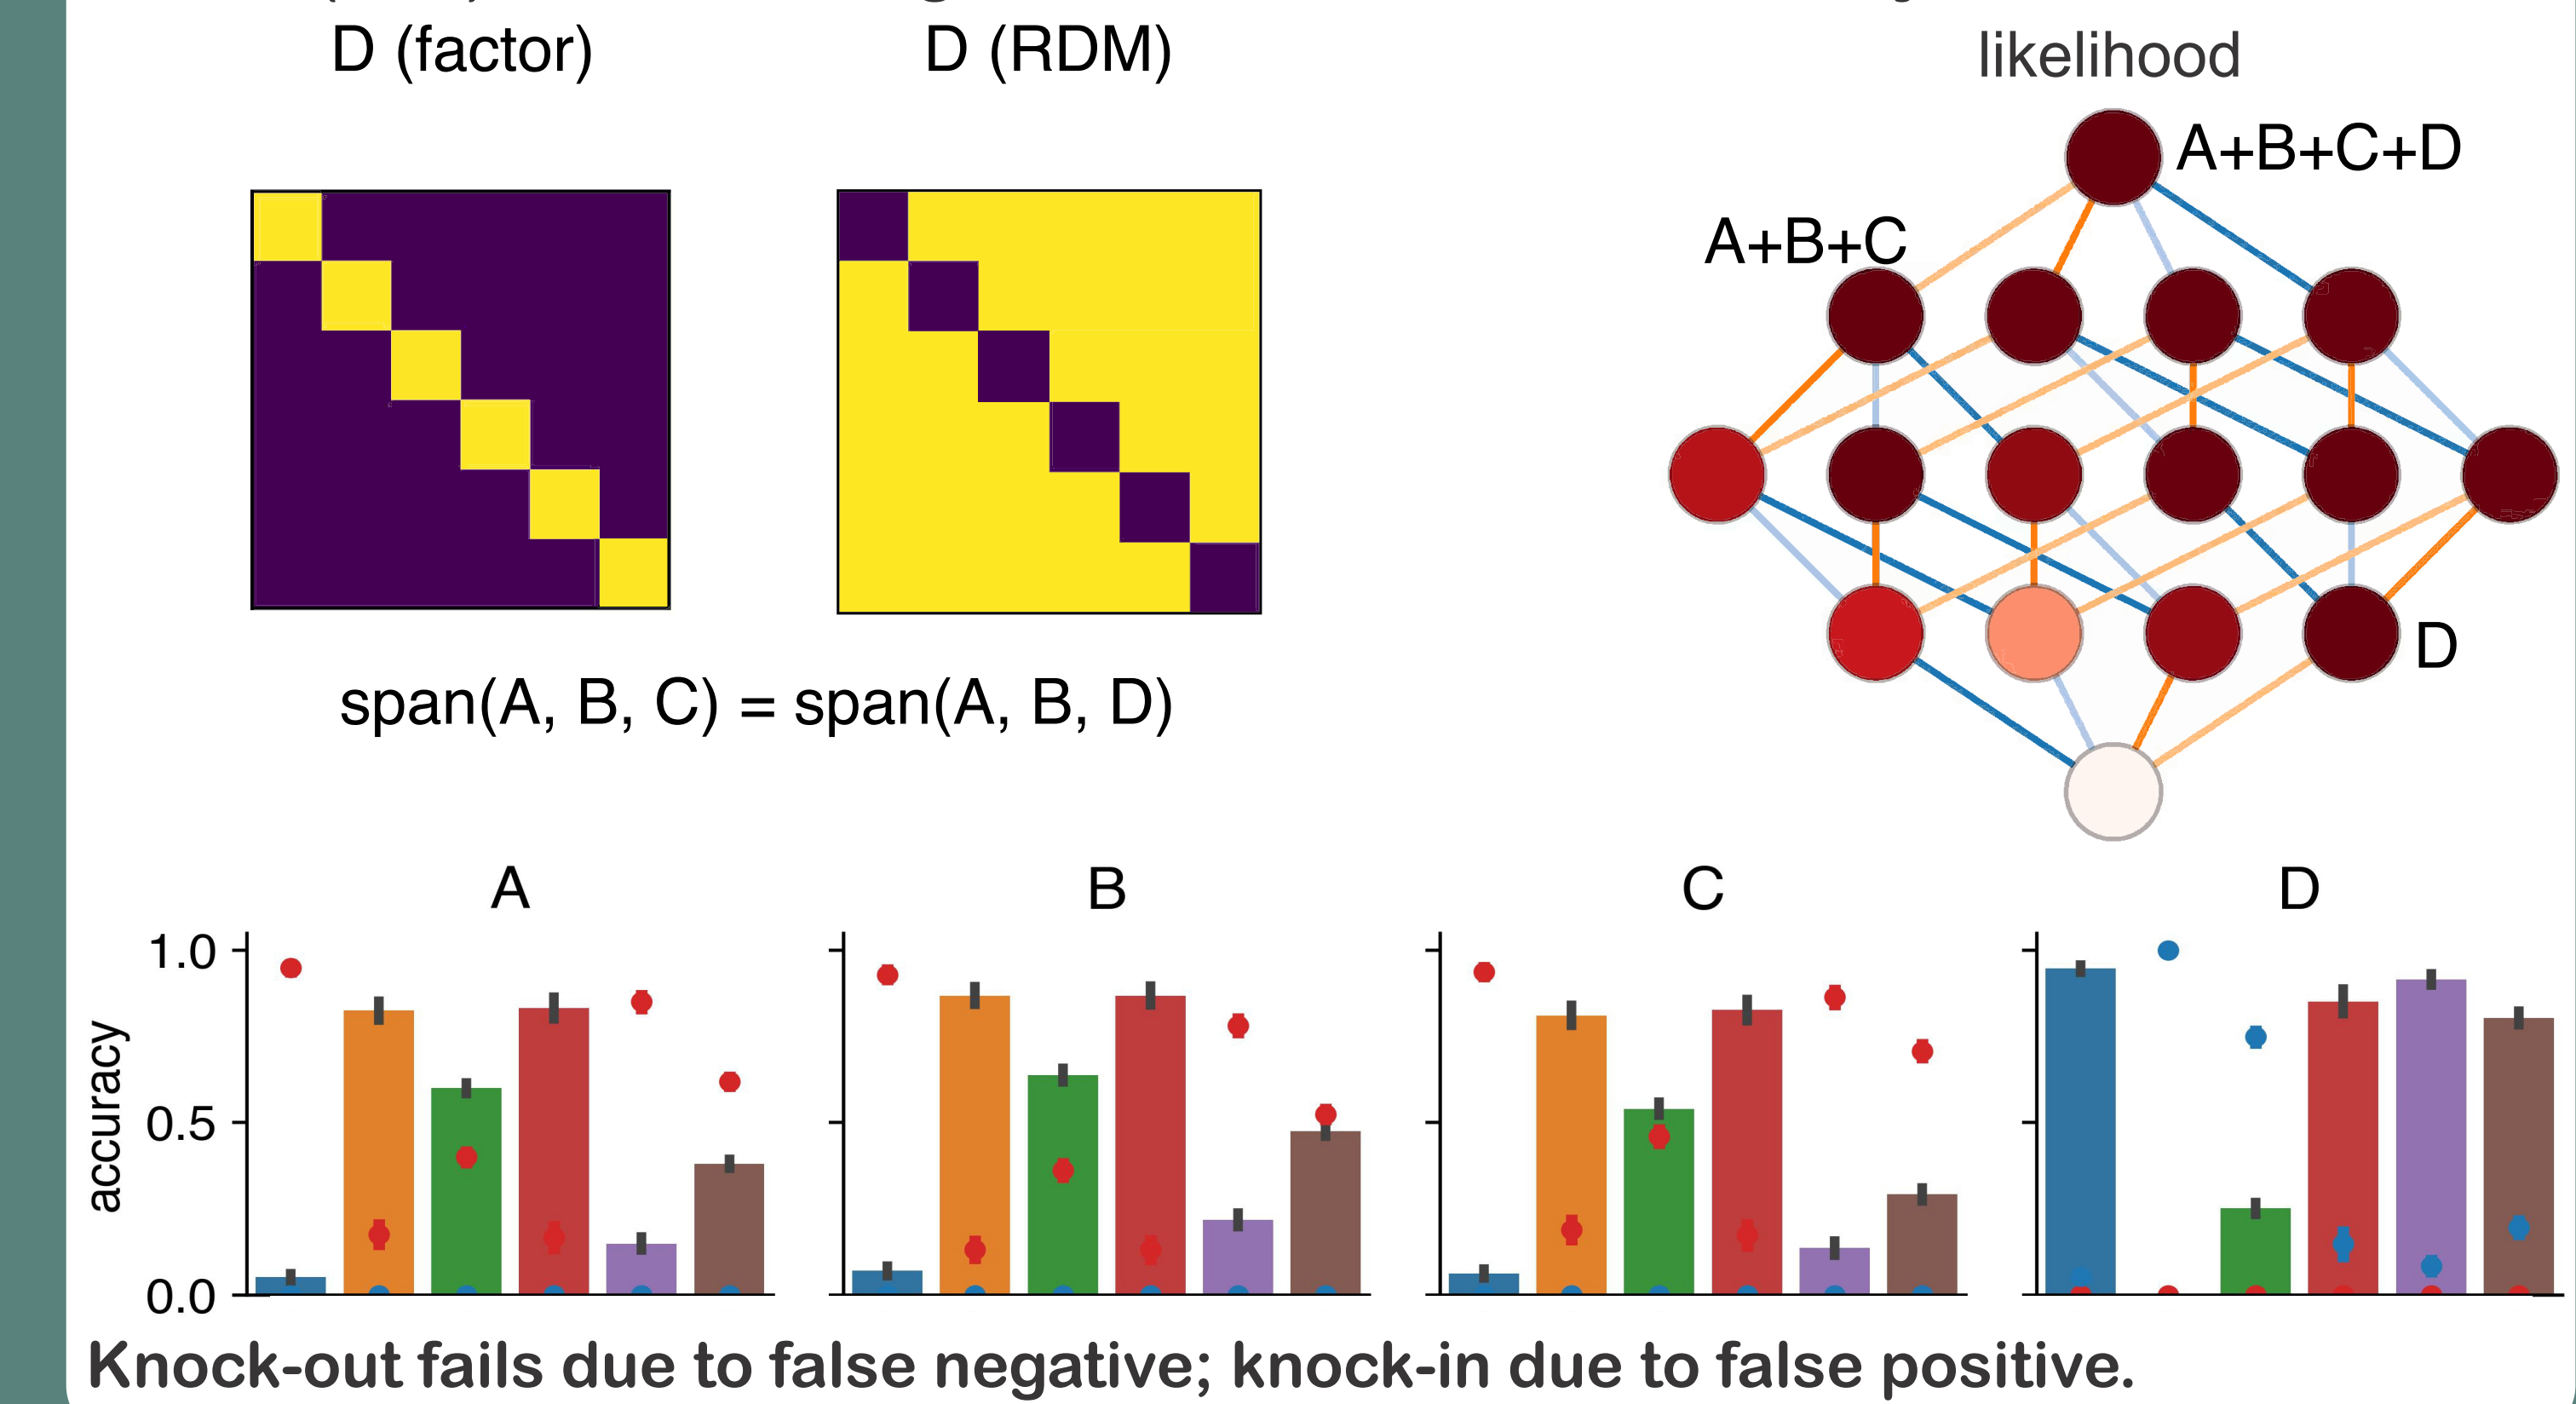 D (factor)
D (RDM)
likelihood
A+B+C+D
A+B+C
D
span(A, B, C) = span(A, B, D)
A
B
C
D
accuracy
1.0
0.5
0.0
Knock-out fails due to false negative; knock-in due to false positive.